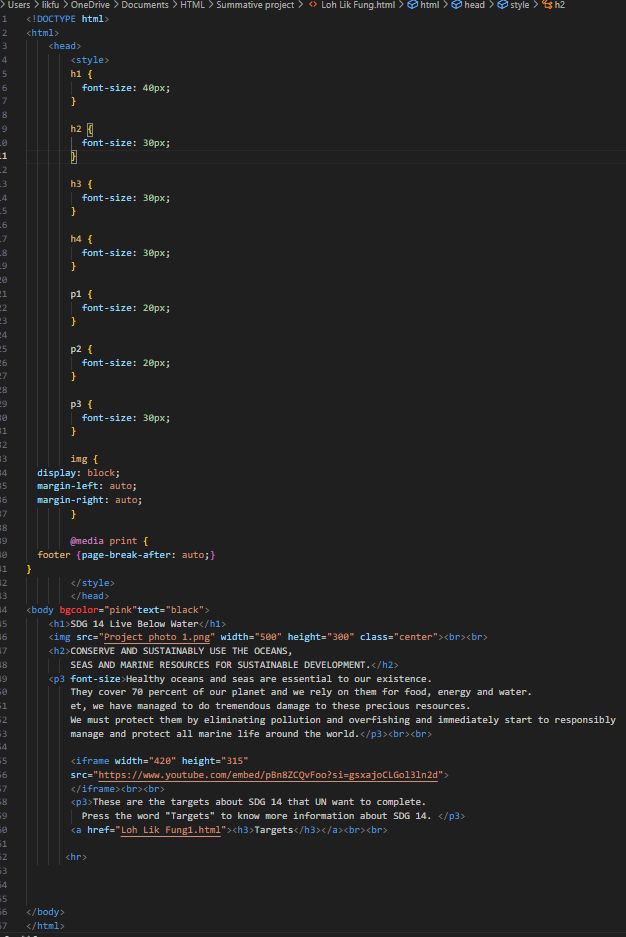 Users > likfu > OneDrive > Documents > HTML > Summative project > <> Loh Lik Fung.html > html > head > style > h2
1 <!DOCTYPE html>
2 <html>
3 <head>
4 <style>
5 h1 {
6 font-size: 40px;
7 }
8
9 h2 {
10 font-size: 30px;
11 }
12
13 h3 {
14 font-size: 30px;
15 }
16
17 h4 {
18 font-size: 30px;
19 }
20
21 p1 {
22 font-size: 20px;
23 }
24
25 p2 {
26 font-size: 20px;
27 }
28
29 p3 {
30 font-size: 30px;
31 }
32
33 img {
34 display: block;
35 margin-left: auto;
36 margin-right: auto;
37 }
38
39 @media print {
40 footer {page-break-after: auto;}
41 }
42 </style>
43 </head>
44 <body bgcolor="pink"text="black">
45 <h1>SDG 14 Live Below Water</h1>
46 <img src="Project photo 1.png" width="500" height="300" class="center"><br><br>
47 <h2>CONSERVE AND SUSTAINABLY USE THE OCEANS,
48 SEAS AND MARINE RESOURCES FOR SUSTAINABLE DEVELOPMENT.</h2>
49 <p3 font-size>Healthy oceans and seas are essential to our existence.
50 They cover 70 percent of our planet and we rely on them for food, energy and water.
51 et, we have managed to do tremendous damage to these precious resources.
52 We must protect them by eliminating pollution and overfishing and immediately start to responsibly
53 manage and protect all marine life around the world.</p3><br><br>
54
55 <iframe width="420" height="315"
56 src="https://www.youtube.com/embed/pBn8ZCQvFoo?si=gsxajoCLGol3ln2d">
57 </iframe><br><br>
58 <p3>These are the targets about SDG 14 that UN want to complete.
59 Press the word "Targets" to know more information about SDG 14. </p3>
60 <a href="Loh Lik Fung1.html"><h3>Targets</h3></a><br><br>
61
62 <hr>
63
64
65
66 </body>
67 </html>